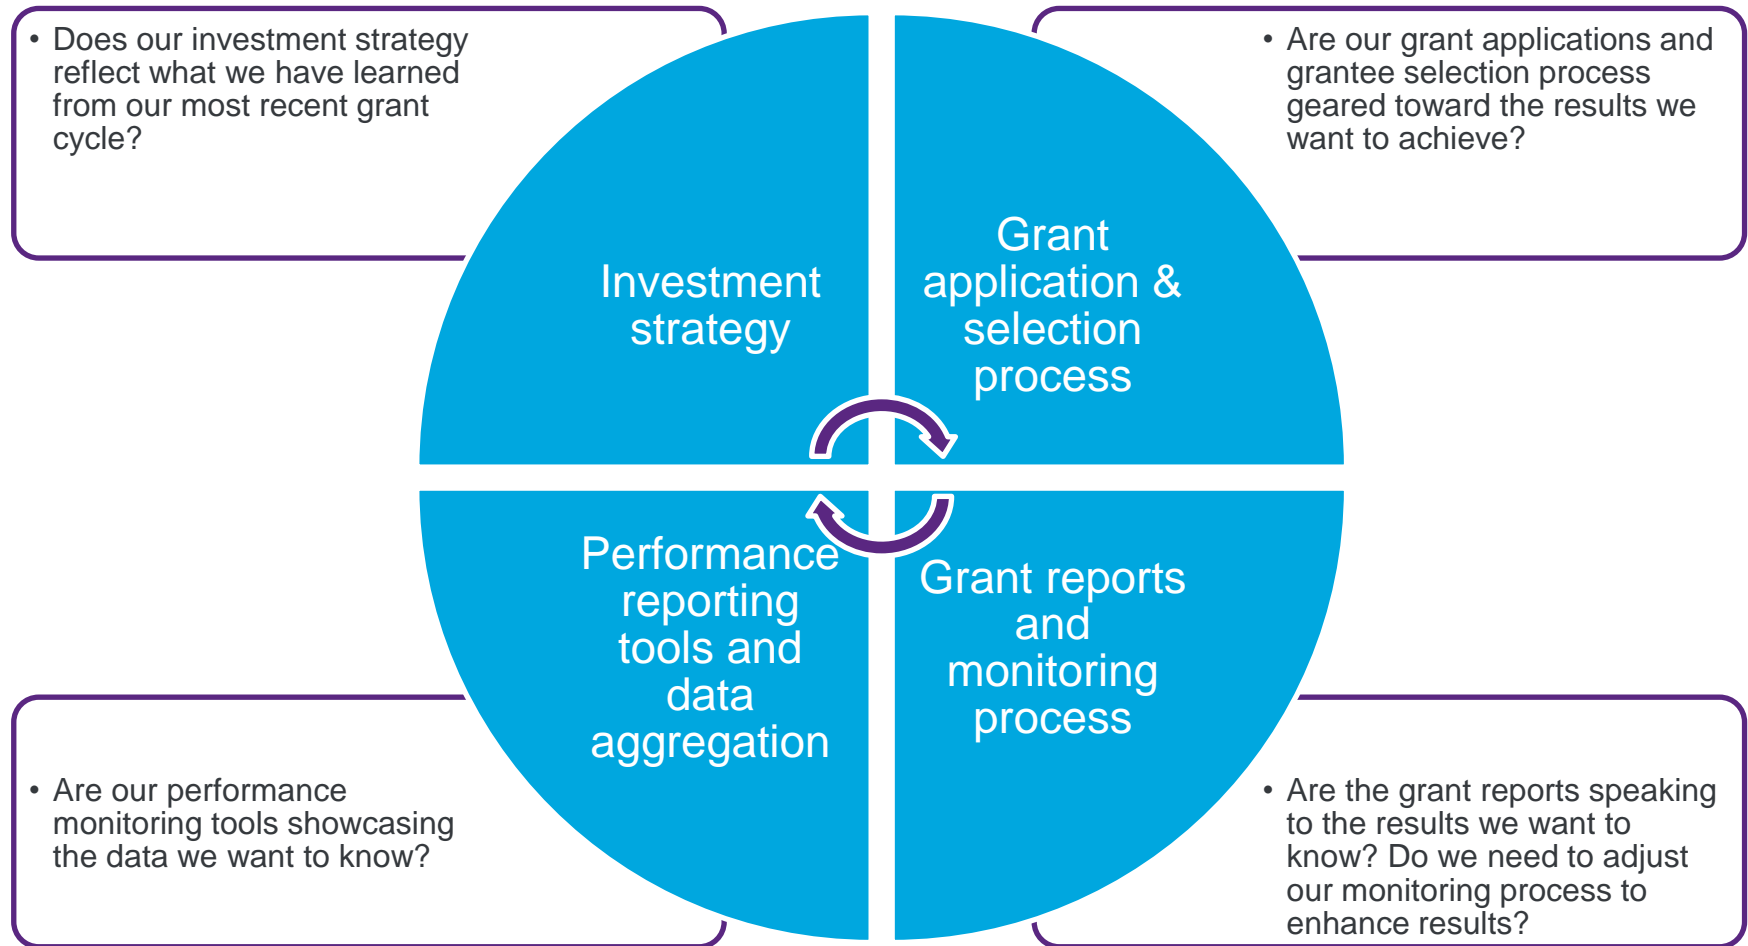 • Does our investment strategy
reflect what we have learned
from our most recent grant
cycle?
• Are our grant applications and
grantee selection process
geared toward the results we
want to achieve?
Investment
strategy
Grant
application &
selection
process
Performance
reporting
tools and
data
aggregation
Grant reports
and
monitoring
process
• Are our performance
monitoring tools showcasing
the data we want to know?
• Are the grant reports speaking
to the results we want to
know? Do we need to adjust
our monitoring process to
enhance results?